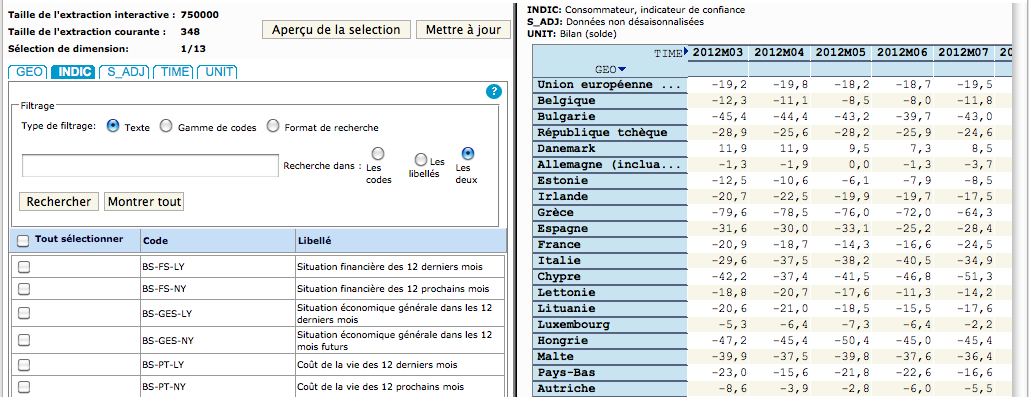 Taille de l'extraction interactive : 750000
Taille de l'extraction courante : 348
Sélection de dimension: 1/13
Aperçu de la selection
Mettre à jour
GEO INDIC S_ADJ TIME UNIT
?
Filtrage
Type de filtrage: Texte Gamme de codes Format de recherche
Recherche dans : Les codes Les libellés Les deux
Rechercher Montrer tout
Tout sélectionner Code Libellé
BS-FS-LY Situation financière des 12 derniers mois
BS-FS-NY Situation financière des 12 prochains mois
BS-GES-LY Situation économique générale dans les 12
derniers mois
BS-GES-NY Situation économique générale dans les 12
mois futurs
BS-PT-LY Coût de la vie des 12 derniers mois
BS-PT-NY Coût de la vie des 12 prochains mois
INDIC: Consommateur, indicateur de confiance
S_ADJ: Données non désaisonnalisées
UNIT: Bilan (solde)
TIME 2012M03 2012M04 2012M05 2012M06 2012M07 20
GEO
Union européenne ... -19,2 -19,8 -18,2 -18,7 -19,5
Belgique -12,3 -11,1 -8,5 -8,0 -11,8
Bulgarie -45,4 -44,4 -43,2 -39,7 -43,0
République tchèque -28,9 -25,6 -28,2 -25,9 -24,6
Danemark 11,9 11,9 9,5 7,3 8,5
Allemagne (inclua... -1,3 -1,9 0,0 -1,3 -3,7
Estonie -12,5 -10,6 -6,1 -7,9 -8,5
Irlande -20,7 -22,5 -19,9 -19,7 -17,5
Grèce -79,6 -78,5 -76,0 -72,0 -64,3
Espagne -31,6 -30,0 -33,1 -25,2 -28,4
France -20,9 -18,7 -14,3 -16,6 -24,5
Italie -29,6 -37,5 -38,2 -40,5 -34,9
Chypre -42,2 -37,4 -41,5 -46,8 -51,3
Lettonie -18,8 -20,7 -17,6 -11,3 -14,2
Lituanie -20,6 -21,0 -18,5 -15,5 -17,6
Luxembourg -5,3 -6,4 -7,3 -6,4 -2,2
Hongrie -47,2 -45,4 -50,4 -45,0 -45,4
Malte -39,9 -37,5 -39,8 -37,6 -36,4
Pays-Bas -23,0 -15,6 -21,8 -22,6 -16,6
Autriche -8,6 -3,9 -2,8 -6,0 -5,5